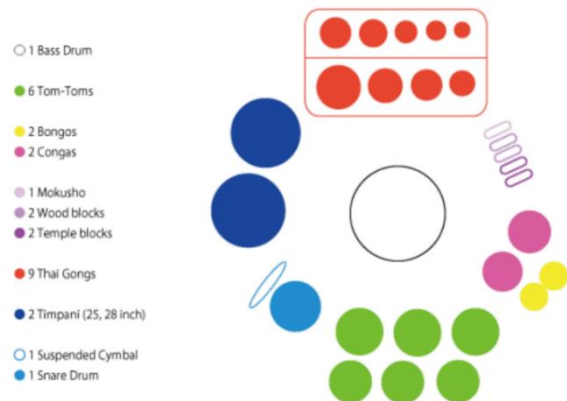 1 Bass Drum
6 Tom-Toms
2 Bongos
2 Congas
1 Mokusho
2 Wood blocks
2 Temple blocks
9 Thai Gongs
2 Timpani (25, 28 inch)
1 Suspended Cymbal
1 Snare Drum